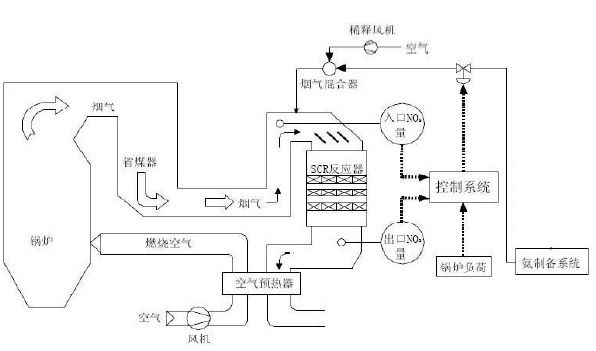 稀释风机
空气
烟气混合器
烟气
入口NOₓ
量
省煤器
SCR反应器
控制系统
烟气
锅炉
燃烧空气
出口NOₓ
量
锅炉负荷
氨制备系统
空气预热器
空气
风机